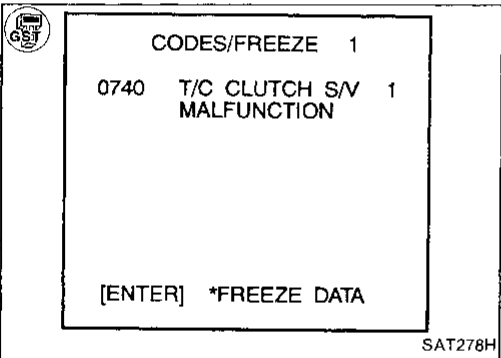 GST
CODES/FREEZE 1
0740 T/C CLUTCH S/V 1
MALFUNCTION
[ENTER] *FREEZE DATA
SAT278H